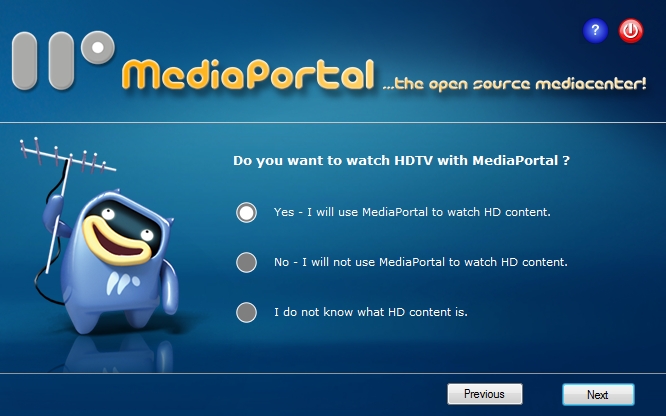 ?
MediaPortal ...the open source mediacenter!
Do you want to watch HDTV with MediaPortal ?
Yes - I will use MediaPortal to watch HD content.
No - I will not use MediaPortal to watch HD content.
I do not know what HD content is.
Previous Next